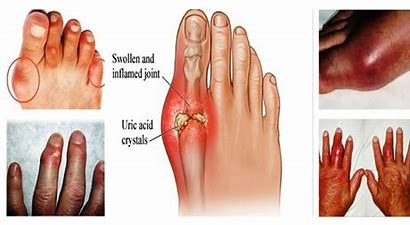 Swollen and
inflamed joint
Uric acid
crystals